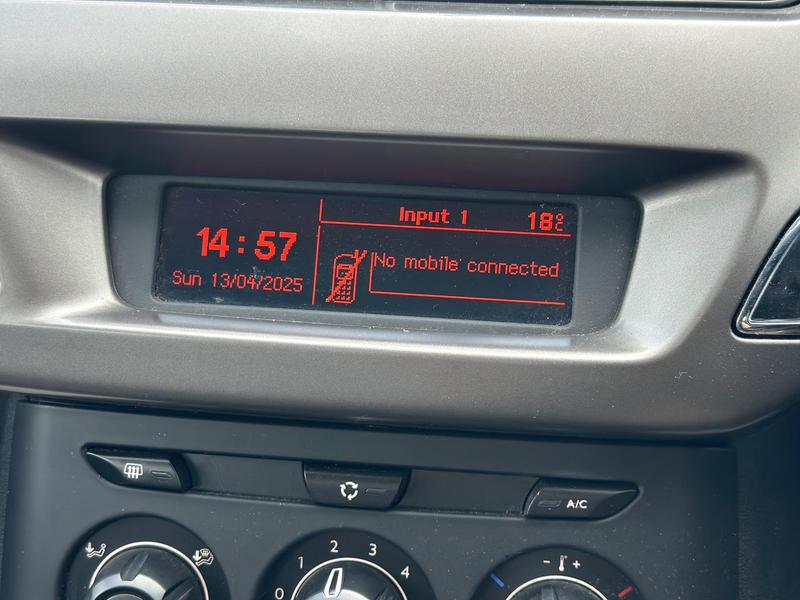 Input 1 18°C
14:57
No mobile connected
Sun 13/04/2025
A/C
0 1 2 3 4
- +